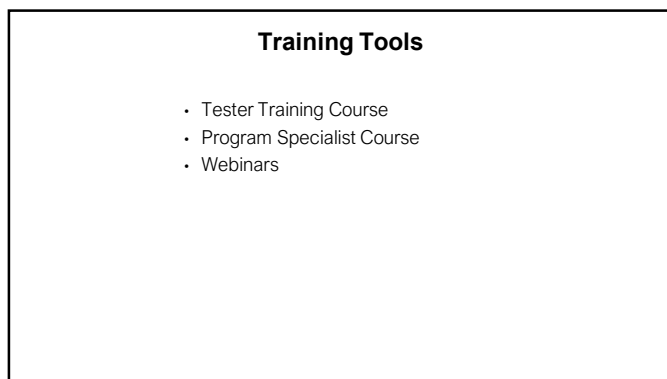 Training Tools
• Tester Training Course
• Program Specialist Course
• Webinars